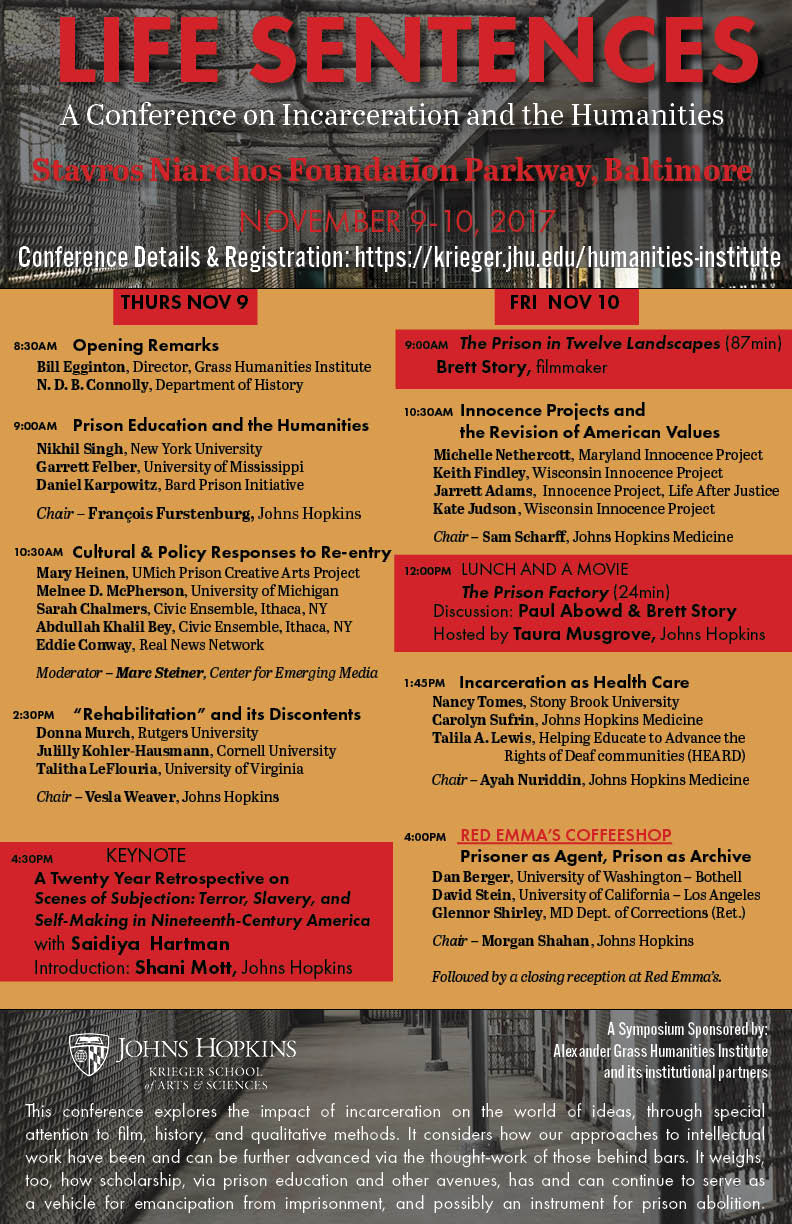 LIFE SENTENCES
A Conference on Incarceration and the Humanities
Stavros Niarchos Foundation Parkway, Baltimore
NOVEMBER 9-10, 2017
Conference Details & Registration: https://krieger.jhu.edu/humanities-institute
THURS NOV 9
8:30AM Opening Remarks
Bill Egginton, Director, Grass Humanities Institute
N. D. B. Connolly, Department of History
9:00AM Prison Education and the Humanities
Nikhil Singh, New York University
Garrett Felber, University of Mississippi
Daniel Karpowitz, Bard Prison Initiative
Chair – François Furstenburg, Johns Hopkins
10:30AM Cultural & Policy Responses to Re-entry
Mary Heinen, UMich Prison Creative Arts Project
Melnee D. McPherson, University of Michigan
Sarah Chalmers, Civic Ensemble, Ithaca, NY
Abdullah Khalil Bey, Civic Ensemble, Ithaca, NY
Eddie Conway, Real News Network
Moderator – Marc Steiner, Center for Emerging Media
2:30PM “Rehabilitation” and its Discontents
Donna Murch, Rutgers University
Julilly Kohler-Hausmann, Cornell University
Talitha LeFlouria, University of Virginia
Chair – Vesla Weaver, Johns Hopkins
4:30PM KEYNOTE
A Twenty Year Retrospective on
Scenes of Subjection: Terror, Slavery, and
Self-Making in Nineteenth-Century America
with Saidiya Hartman
Introduction: Shani Mott, Johns Hopkins
FRI NOV 10
9:00AM The Prison in Twelve Landscapes (87min)
Brett Story, filmmaker
10:30AM Innocence Projects and
the Revision of American Values
Michelle Nethercott, Maryland Innocence Project
Keith Findley, Wisconsin Innocence Project
Jarrett Adams, Innocence Project, Life After Justice
Kate Judson, Wisconsin Innocence Project
Chair – Sam Scharff, Johns Hopkins Medicine
12:00PM LUNCH AND A MOVIE
The Prison Factory (24min)
Discussion: Paul Abowd & Brett Story
Hosted by Taura Musgrove, Johns Hopkins
1:45PM Incarceration as Health Care
Nancy Tomes, Stony Brook University
Carolyn Sufrin, Johns Hopkins Medicine
Talila A. Lewis, Helping Educate to Advance the
Rights of Deaf communities (HEARD)
Chair – Ayah Nuriddin, Johns Hopkins Medicine
4:00PM RED EMMA’S COFFEESHOP
Prisoner as Agent, Prison as Archive
Dan Berger, University of Washington – Bothell
David Stein, University of California – Los Angeles
Glennor Shirley, MD Dept. of Corrections (Ret.)
Chair – Morgan Shahan, Johns Hopkins
Followed by a closing reception at Red Emma’s.
JOHNS HOPKINS
KRIEGER SCHOOL
of ARTS & SCIENCES
A Symposium Sponsored by:
Alexander Grass Humanities Institute
and its institutional partners
This conference explores the impact of incarceration on the world of ideas, through special
attention to film, history, and qualitative methods. It considers how our approaches to intellectual
work have been and can be further advanced via the thought-work of those behind bars. It weighs,
too, how scholarship, via prison education and other avenues, has and can continue to serve as
a vehicle for emancipation from imprisonment, and possibly an instrument for prison abolition.